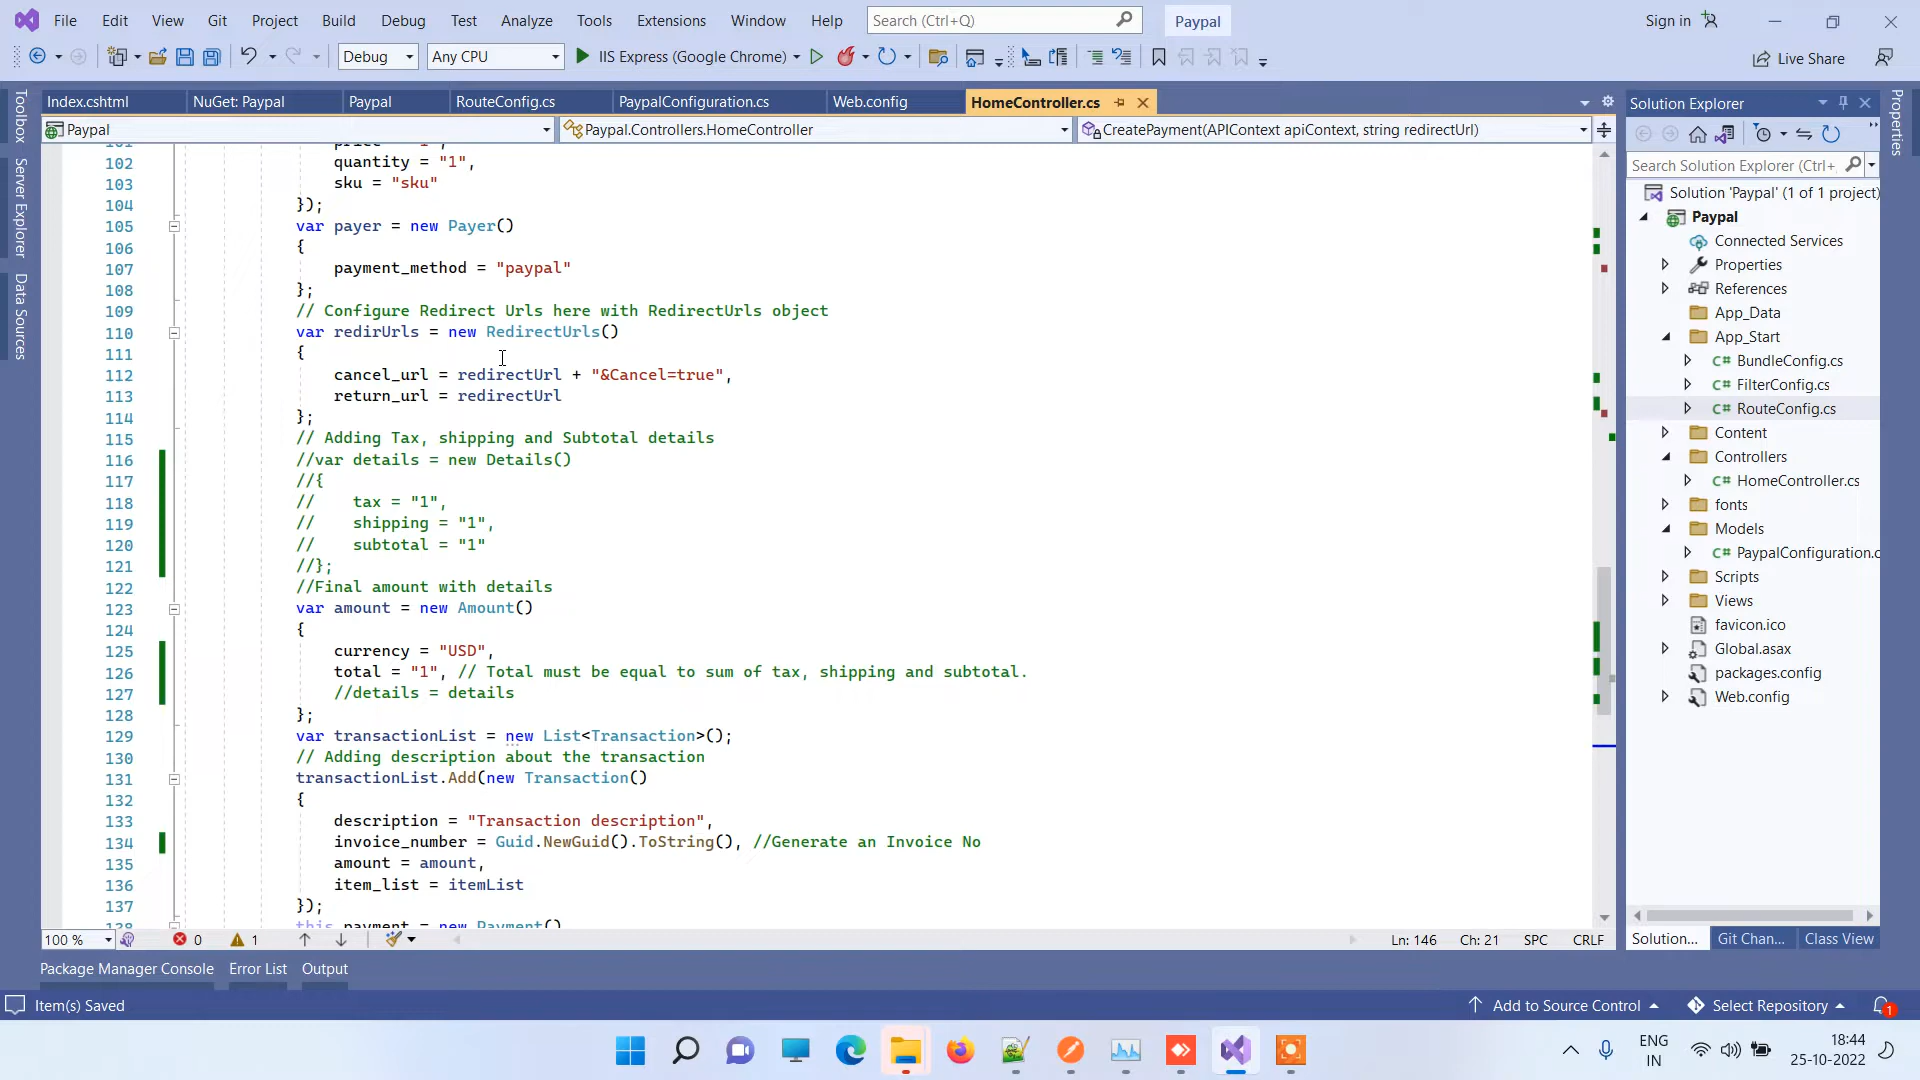 File Edit View Git Project Build Debug Test Analyze Tools Extensions Window Help Search (Ctrl+Q) Paypal Sign in
Debug Any CPU IIS Express (Google Chrome) Live Share
Index.cshtml NuGet: Paypal Paypal RouteConfig.cs PaypalConfiguration.cs Web.config HomeController.cs
Paypal Paypal.Controllers.HomeController CreatePayment(APIContext apiContext, string redirectUrl)
Toolbox
Server Explorer
Data Sources
102 quantity = "1",
103 sku = "sku"
104 });
105 var payer = new Payer()
106 {
107 payment_method = "paypal"
108 };
109 // Configure Redirect Urls here with RedirectUrls object
110 var redirUrls = new RedirectUrls()
111 {
112 cancel_url = redirectUrl + "&Cancel=true",
113 return_url = redirectUrl
114 };
115 // Adding Tax, shipping and Subtotal details
116 //var details = new Details()
117 //{
118 // tax = "1",
119 // shipping = "1",
120 // subtotal = "1"
121 //};
122 //Final amount with details
123 var amount = new Amount()
124 {
125 currency = "USD",
126 total = "1", // Total must be equal to sum of tax, shipping and subtotal.
127 //details = details
128 };
129 var transactionList = new List<Transaction>();
130 // Adding description about the transaction
131 transactionList.Add(new Transaction()
132 {
133 description = "Transaction description",
134 invoice_number = Guid.NewGuid().ToString(), //Generate an Invoice No
135 amount = amount,
136 item_list = itemList
137 });
138 this.payment = new Payment()
100 % 0 1 Ln: 146 Ch: 21 SPC CRLF
Solution Explorer
Search Solution Explorer (Ctrl+
Solution 'Paypal' (1 of 1 project)
Paypal
Connected Services
Properties
References
App_Data
App_Start
C# BundleConfig.cs
C# FilterConfig.cs
C# RouteConfig.cs
Content
Controllers
C# HomeController.cs
fonts
Models
C# PaypalConfiguration.c
Scripts
Views
favicon.ico
Global.asax
packages.config
Web.config
Solution... Git Chan... Class View
Properties
Package Manager Console Error List Output
Item(s) Saved Add to Source Control Select Repository 1
ENG
IN
18:44
25-10-2022